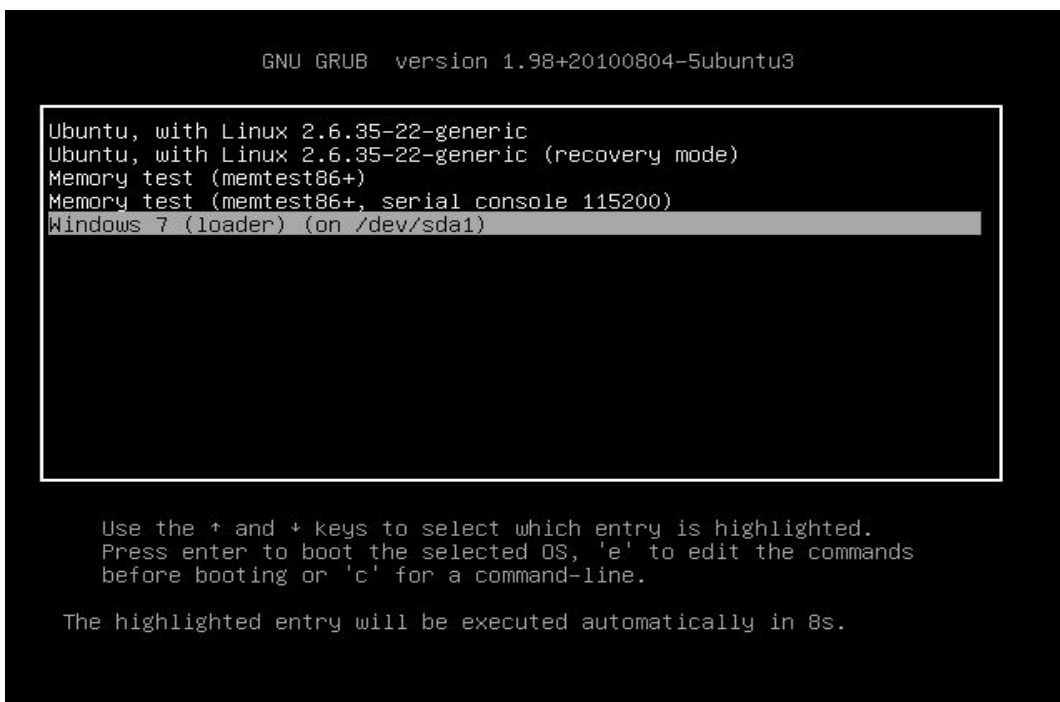 GNU GRUB  version 1.98+20100804-5ubuntu3
Ubuntu, with Linux 2.6.35-22-generic
Ubuntu, with Linux 2.6.35-22-generic (recovery mode)
Memory test (memtest86+)
Memory test (memtest86+, serial console 115200)
Windows 7 (loader) (on /dev/sda1)
Use the ↑ and ↓ keys to select which entry is highlighted.
Press enter to boot the selected OS, 'e' to edit the commands
before booting or 'c' for a command-line.
The highlighted entry will be executed automatically in 8s.